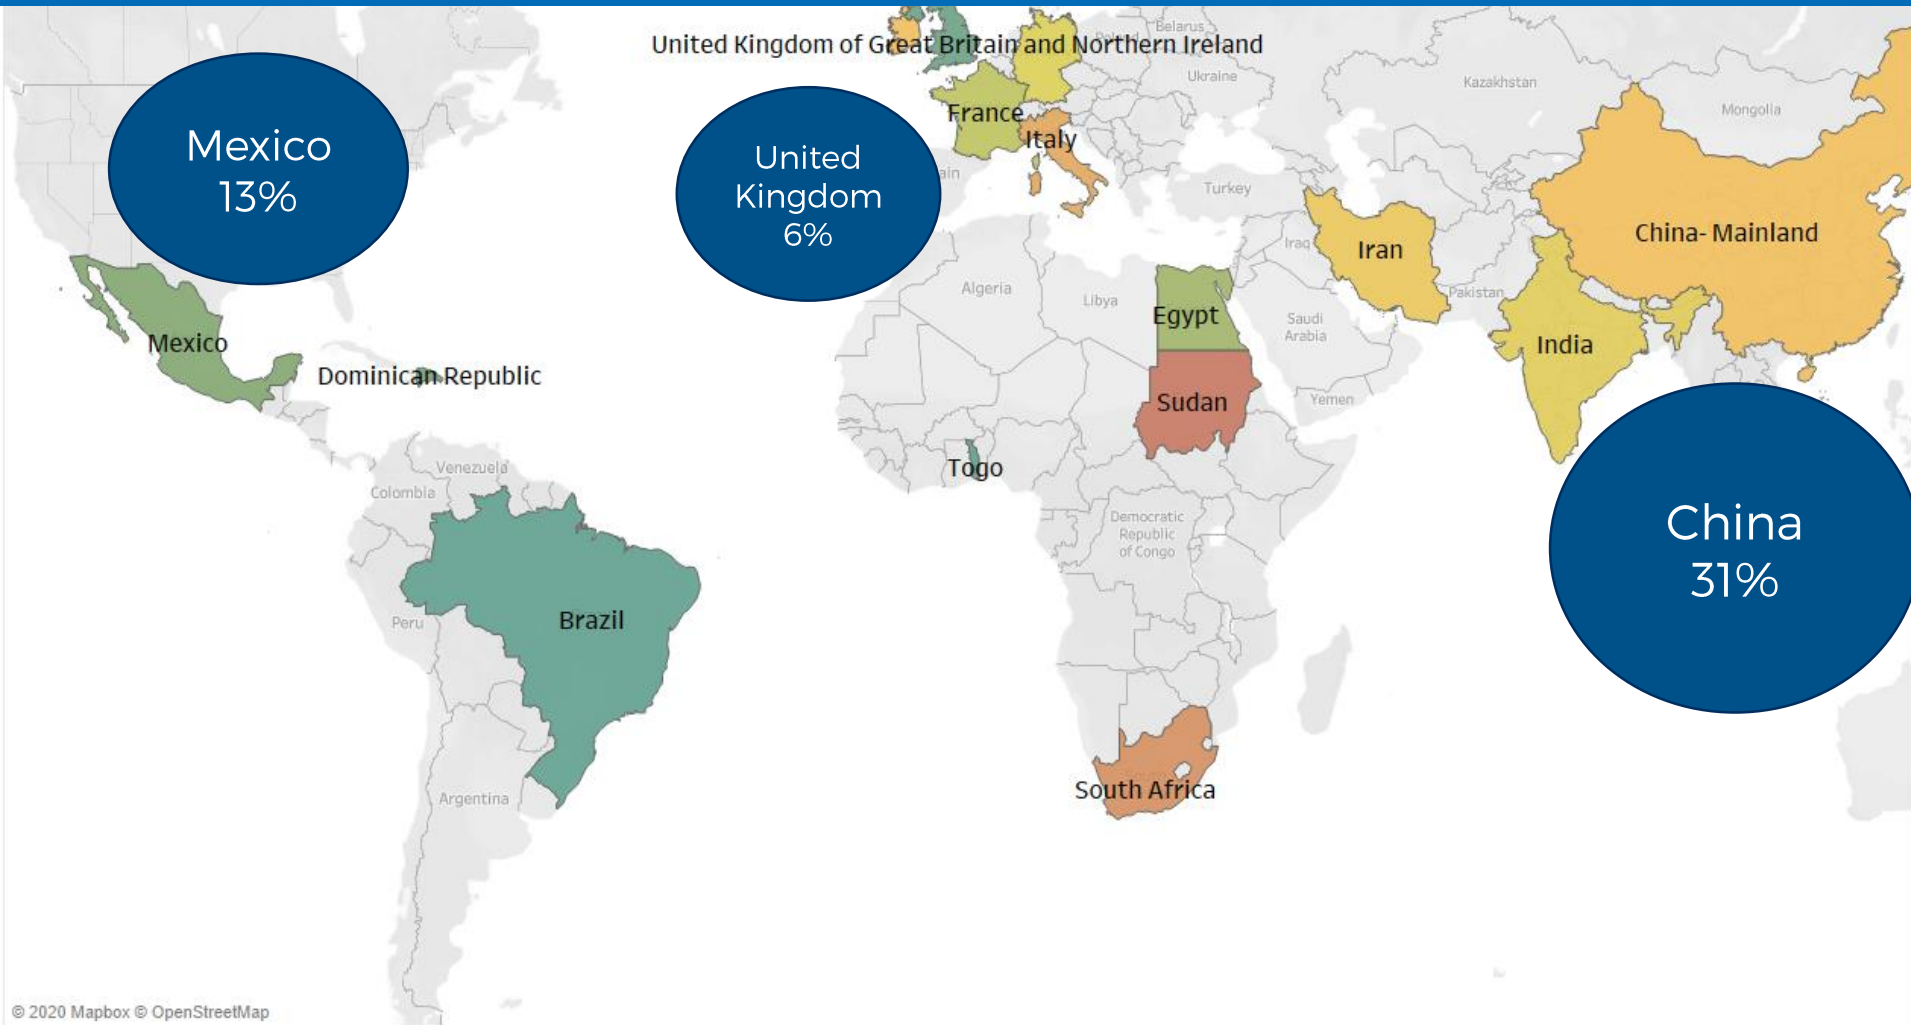 Belarus
United Kingdom of Great Britain and Northern Ireland
Ukraine
Kazakhstan
Mongolia
France
Italy
Mexico
13%
United
Kingdom
6%
ain
Turkey
China- Mainland
Iraq
Iran
Pakistan
Algeria
Libya
Egypt
Saudi
Arabia
India
Mexico
Dominican Republic
Sudan
Yemen
Togo
Venezuela
Colombia
Democratic
Republic
of Congo
China
31%
Brazil
Peru
South Africa
Argentina
© 2020 Mapbox © OpenStreetMap